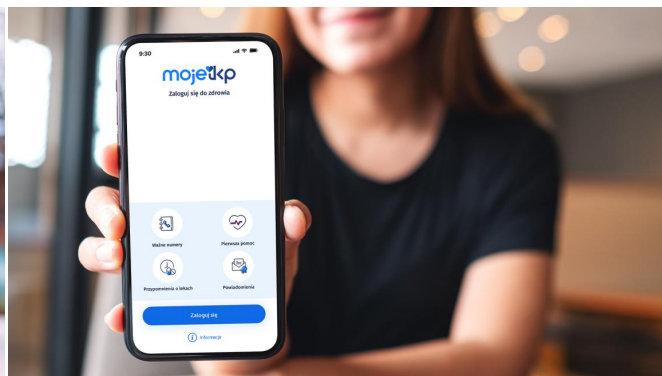 9:30
mojeikp
Zaloguj się do zdrowia
Ważne numery
Pierwsza pomoc
Przypomnienia o lekach
Powiadomienia
Zaloguj się
Informacje